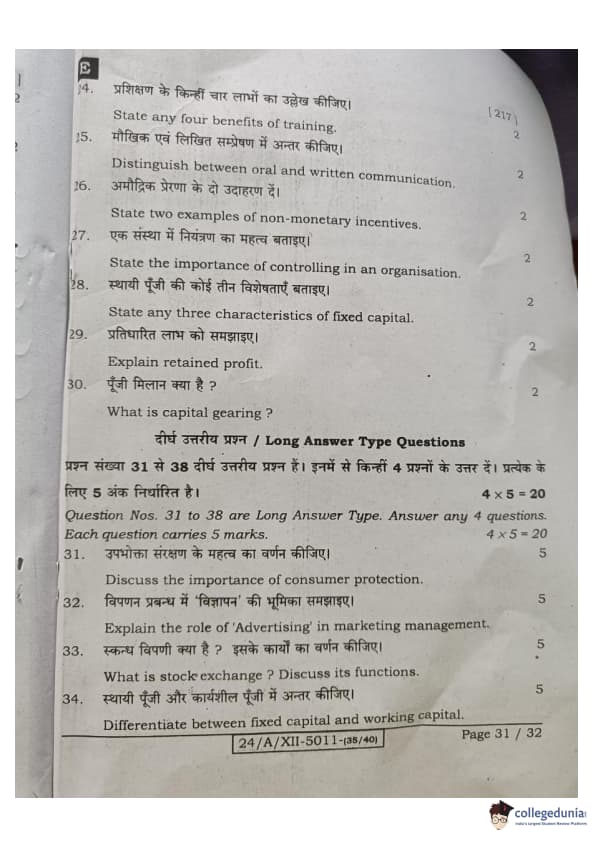 E
14. प्रशिक्षण के किन्हीं चार लाभों का उल्लेख कीजिए।
[217]
State any four benefits of training. 2
15. मौखिक एवं लिखित सम्प्रेषण में अन्तर कीजिए।
Distinguish between oral and written communication. 2
26. अमौद्रिक प्रेरणा के दो उदाहरण दें।
State two examples of non-monetary incentives. 2
27. एक संस्था में नियंत्रण का महत्व बताइए।
State the importance of controlling in an organisation. 2
28. स्थायी पूँजी की कोई तीन विशेषताएँ बताइए।
State any three characteristics of fixed capital. 2
29. प्रतिधारित लाभ को समझाइए।
Explain retained profit. 2
30. पूँजी मिलान क्या है ?
What is capital gearing ? 2
दीर्घ उत्तरीय प्रश्न / Long Answer Type Questions
प्रश्न संख्या 31 से 38 दीर्घ उत्तरीय प्रश्न हैं। इनमें से किन्हीं 4 प्रश्नों के उत्तर दें। प्रत्येक के
लिए 5 अंक निर्धारित है। 4 × 5 = 20
Question Nos. 31 to 38 are Long Answer Type. Answer any 4 questions.
Each question carries 5 marks. 4 × 5 = 20
31. उपभोक्ता संरक्षण के महत्व का वर्णन कीजिए। 5
Discuss the importance of consumer protection.
32. विपणन प्रबन्ध में 'विज्ञापन' की भूमिका समझाइए। 5
Explain the role of 'Advertising' in marketing management.
33. स्कन्ध विपणी क्या है ? इसके कार्यों का वर्णन कीजिए। 5
What is stock exchange ? Discuss its functions.
34. स्थायी पूँजी और कार्यशील पूँजी में अन्तर कीजिए। 5
Differentiate between fixed capital and working capital.
24/A/XII-5011-(35/40) Page 31 / 32
collegedunia
India's largest Student Review Platform